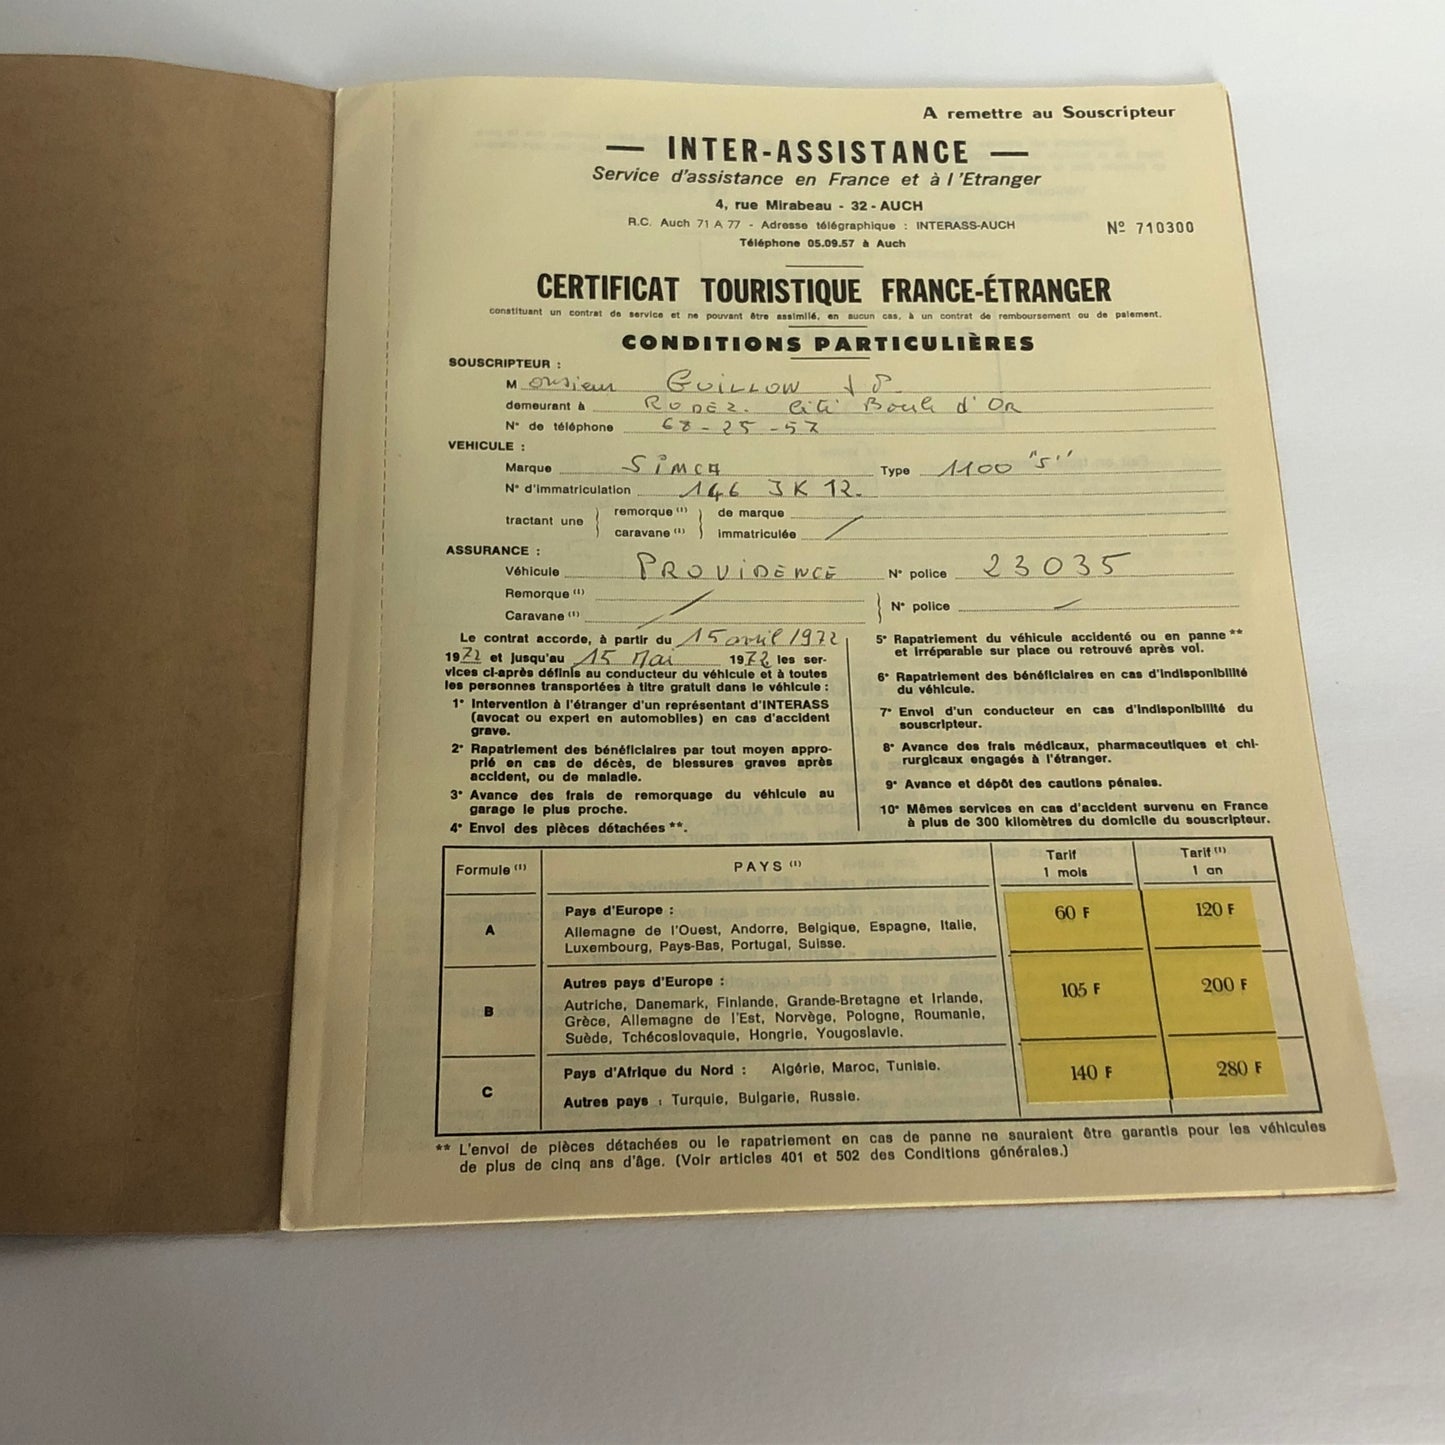 A remettre au Souscripteur
— INTER-ASSISTANCE —
Service d'assistance en France et à l'Etranger
4, rue Mirabeau - 32 - AUCH
R.C. Auch 71 A 77 - Adresse télégraphique : INTERASS-AUCH
Nº 710300
Téléphone 05.09.57 à Auch
CERTIFICAT TOURISTIQUE FRANCE-ÉTRANGER
constituant un contrat de service et ne pouvant être assimilé, en aucun cas, à un contrat de remboursement ou de paiement.
CONDITIONS PARTICULIÈRES
SOUSCRIPTEUR :
Monsieur GUILLON J P.
demeurant à RODEZ. Cité Boule d'Or
N° de téléphone 68-25-57
VEHICULE :
Marque SiMCA Type 1100 "S"
N° d'immatriculation 146 JK 12.
tractant une remorque (1) de marque
caravane (1) immatriculée
ASSURANCE :
Véhicule PROVIDENCE N° police 23035
Remorque (1)
Caravane (1) N° police
Le contrat accorde, à partir du 15 avril 1972
1972 et jusqu'au 15 Mai 1972 les ser-
vices ci-après définis au conducteur du véhicule et à toutes
les personnes transportées à titre gratuit dans le véhicule :
1° Intervention à l'étranger d'un représentant d'INTERASS
(avocat ou expert en automobiles) en cas d'accident
grave.
2° Rapatriement des bénéficiaires par tout moyen appro-
prié en cas de décès, de blessures graves après
accident, ou de maladie.
3° Avance des frais de remorquage du véhicule au
garage le plus proche.
4° Envoi des pièces détachées **.
5° Rapatriement du véhicule accidenté ou en panne **
et irréparable sur place ou retrouvé après vol.
6° Rapatriement des bénéficiaires en cas d'indisponibilité
du véhicule.
7° Envoi d'un conducteur en cas d'indisponibilité du
souscripteur.
8° Avance des frais médicaux, pharmaceutiques et chi-
rurgicaux engagés à l'étranger.
9° Avance et dépôt des cautions pénales.
10° Mêmes services en cas d'accident survenu en France
à plus de 300 kilomètres du domicile du souscripteur.
Formule (1) PAYS (1) Tarif 1 mois Tarif (1) 1 an
A
Pays d'Europe :
Allemagne de l'Ouest, Andorre, Belgique, Espagne, Italie,
Luxembourg, Pays-Bas, Portugal, Suisse.
60 F 120 F
B
Autres pays d'Europe :
Autriche, Danemark, Finlande, Grande-Bretagne et Irlande,
Grèce, Allemagne de l'Est, Norvège, Pologne, Roumanie,
Suède, Tchécoslovaquie, Hongrie, Yougoslavie.
105 F 200 F
C
Pays d'Afrique du Nord : Algérie, Maroc, Tunisie.
Autres pays : Turquie, Bulgarie, Russie.
140 F 280 F
** L'envoi de pièces détachées ou le rapatriement en cas de panne ne sauraient être garantis pour les véhicules
de plus de cinq ans d'âge. (Voir articles 401 et 502 des Conditions générales.)